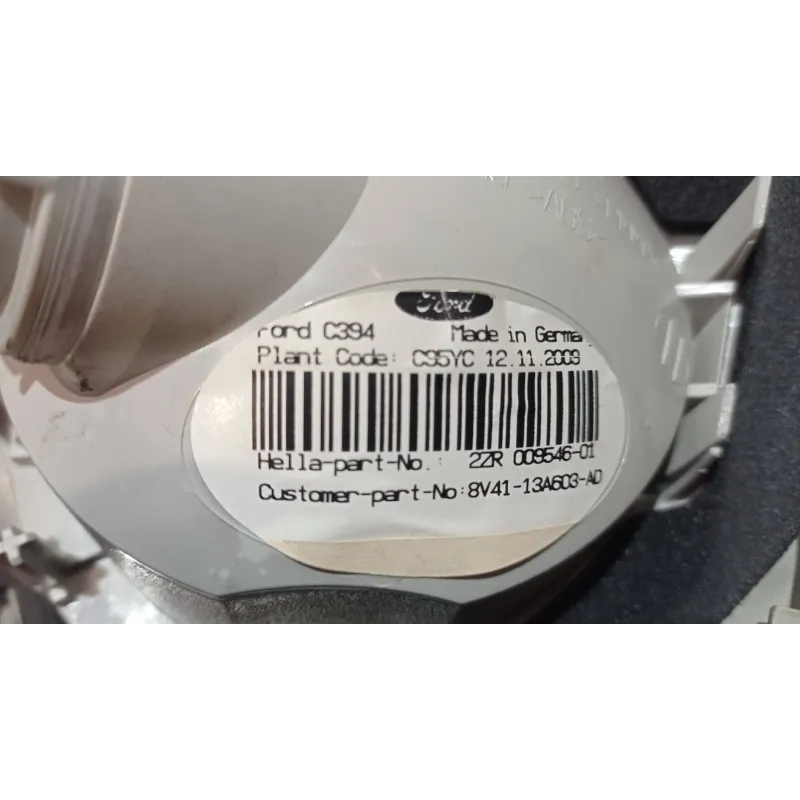 Ford
Ford C394 Made in Germany
Plant Code: C95YC 12.11.2009
Hella-part-No.: 2ZR 009546-01
Customer-part-No:8V41-13A603-AD